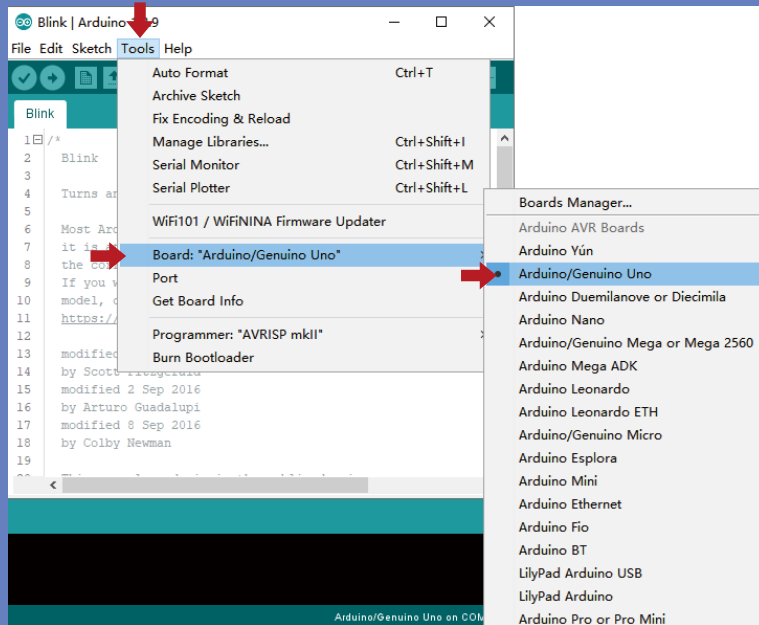 Blink | Arduino 9
File Edit Sketch Tools Help
Blink
Auto Format Ctrl+T
Archive Sketch
Fix Encoding & Reload
Manage Libraries... Ctrl+Shift+I
Serial Monitor Ctrl+Shift+M
Serial Plotter Ctrl+Shift+L
WiFi101 / WiFiNINA Firmware Updater
Board: "Arduino/Genuino Uno"
Port
Get Board Info
Programmer: "AVRISP mkII"
Burn Bootloader
Boards Manager...
Arduino AVR Boards
Arduino Yún
Arduino/Genuino Uno
Arduino Duemilanove or Diecimila
Arduino Nano
Arduino/Genuino Mega or Mega 2560
Arduino Mega ADK
Arduino Leonardo
Arduino Leonardo ETH
Arduino/Genuino Micro
Arduino Esplora
Arduino Mini
Arduino Ethernet
Arduino Fio
Arduino BT
LilyPad Arduino USB
LilyPad Arduino
Arduino Pro or Pro Mini
1 /*
2 Blink
3
4 Turns
5
6 Most
7 it is
8 the
9 If you
10 model,
11 https://
12
13 modified
14 by Scott Fitzgerald
15 modified 2 Sep 2016
16 by Arturo Guadalupi
17 modified 8 Sep 2016
18 by Colby Newman
19
Arduino/Genuino Uno on COM